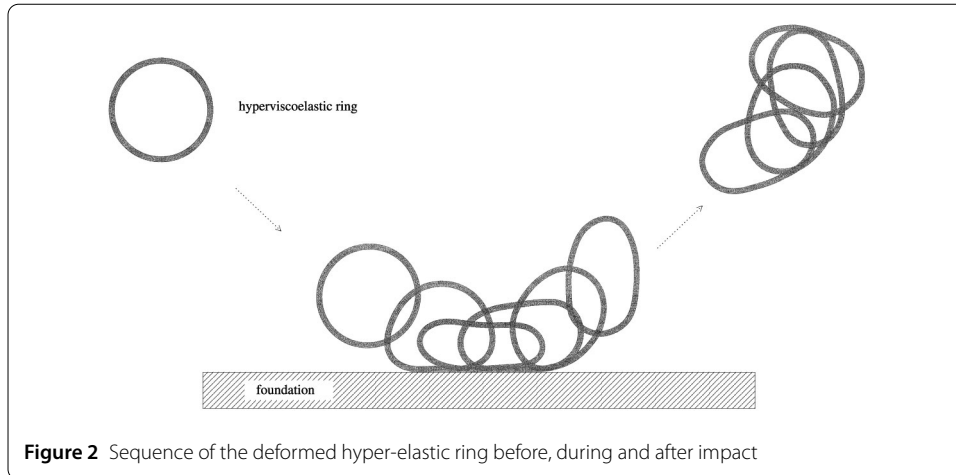 hyperviscoelastic ring
foundation
Figure 2 Sequence of the deformed hyper-elastic ring before, during and after impact